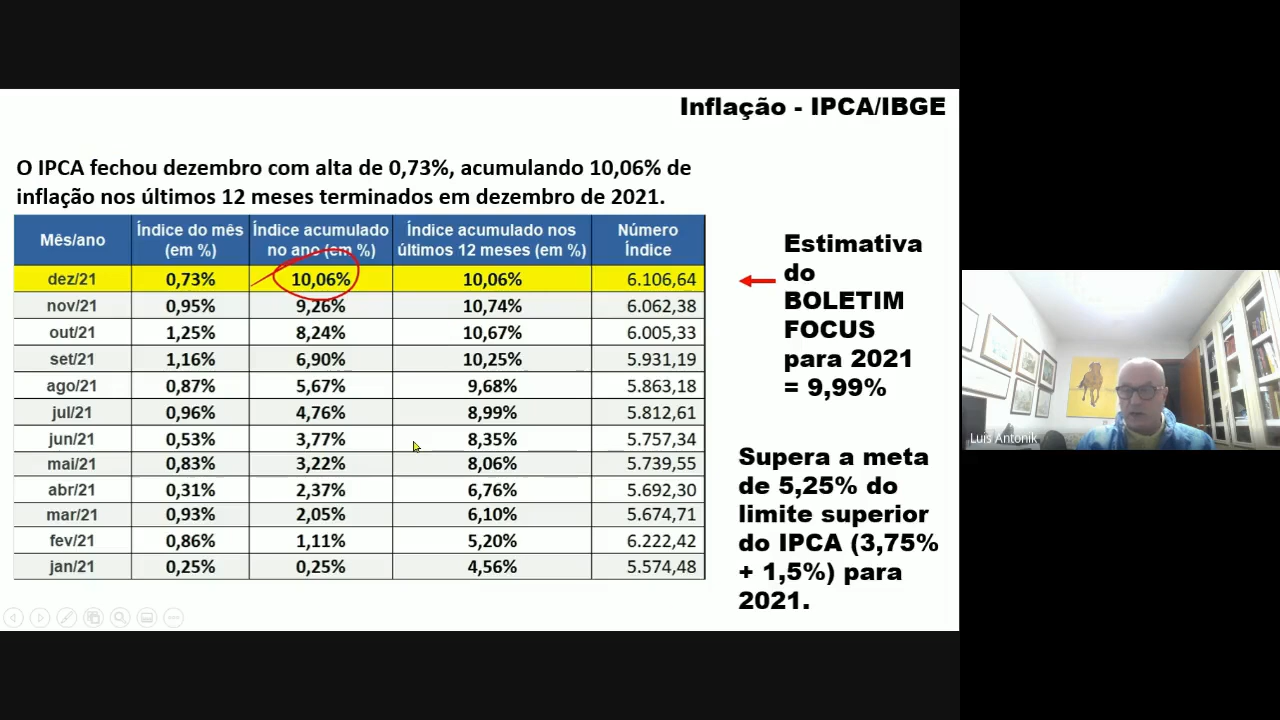 Inflação - IPCA/IBGE
O IPCA fechou dezembro com alta de 0,73%, acumulando 10,06% de
inflação nos últimos 12 meses terminados em dezembro de 2021.
Mês/ano Índice do mês (em %) Índice acumulado no ano (em %) Índice acumulado nos últimos 12 meses (em %) Número Índice
dez/21 0,73% 10,06% 10,06% 6.106,64
nov/21 0,95% 9,26% 10,74% 6.062,38
out/21 1,25% 8,24% 10,67% 6.005,33
set/21 1,16% 6,90% 10,25% 5.931,19
ago/21 0,87% 5,67% 9,68% 5.863,18
jul/21 0,96% 4,76% 8,99% 5.812,61
jun/21 0,53% 3,77% 8,35% 5.757,34
mai/21 0,83% 3,22% 8,06% 5.739,55
abr/21 0,31% 2,37% 6,76% 5.692,30
mar/21 0,93% 2,05% 6,10% 5.674,71
fev/21 0,86% 1,11% 5,20% 6.222,42
jan/21 0,25% 0,25% 4,56% 5.574,48
Estimativa
do
BOLETIM
FOCUS
para 2021
= 9,99%
Supera a meta
de 5,25% do
limite superior
do IPCA (3,75%
+ 1,5%) para
2021.
Luis Antonik